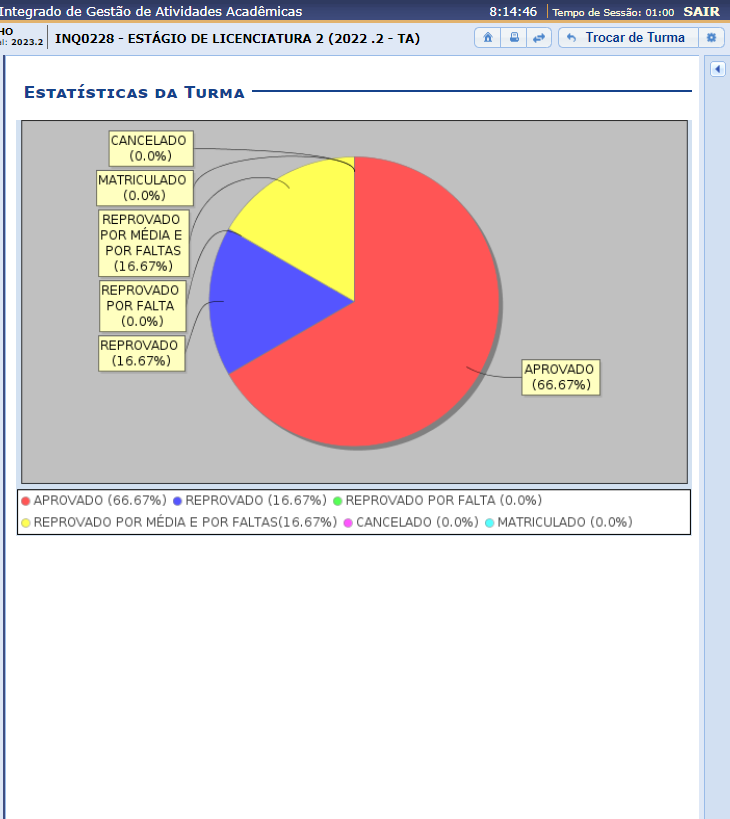 Integrado de Gestão de Atividades Acadêmicas 8:14:46 Tempo de Sessão: 01:00 SAIR
HO
el: 2023.2 INQ0228 - ESTÁGIO DE LICENCIATURA 2 (2022 .2 - TA) Trocar de Turma
ESTATÍSTICAS DA TURMA
CANCELADO
(0.0%)
MATRICULADO
(0.0%)
REPROVADO
POR MÉDIA E
POR FALTAS
(16.67%)
REPROVADO
POR FALTA
(0.0%)
REPROVADO
(16.67%)
APROVADO
(66.67%)
APROVADO (66.67%) REPROVADO (16.67%) REPROVADO POR FALTA (0.0%)
REPROVADO POR MÉDIA E POR FALTAS(16.67%) CANCELADO (0.0%) MATRICULADO (0.0%)